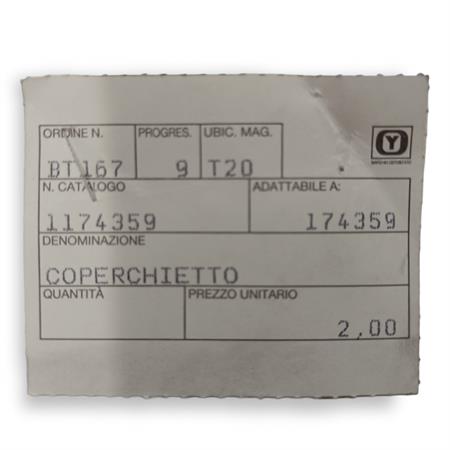 ORDINE N. PROGRES. UBIC. MAG.
BT167 9 T20
Y
N. CATALOGO ADATTABILE A:
1174359 174359
DENOMINAZIONE
COPERCHIETTO
QUANTITÀ PREZZO UNITARIO
2,00